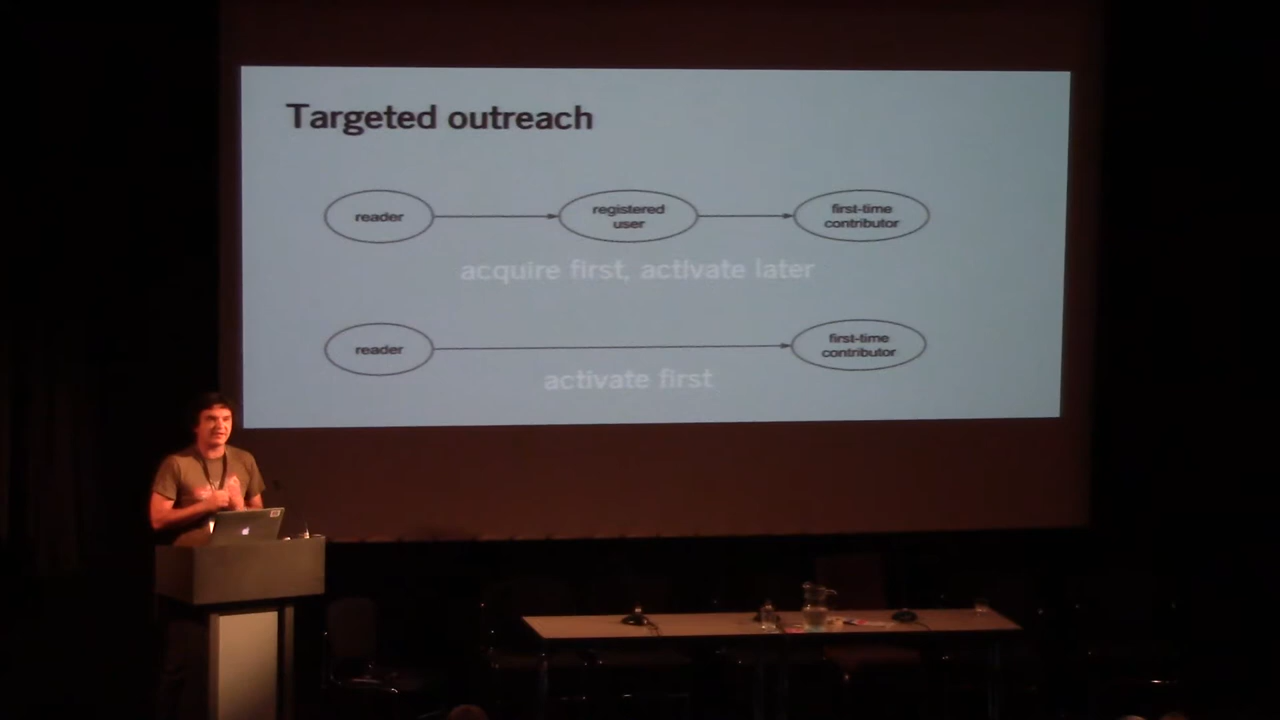 Targeted outreach
reader
registered
user
first-time
contributor
acquire first, activate later
reader
first-time
contributor
activate first